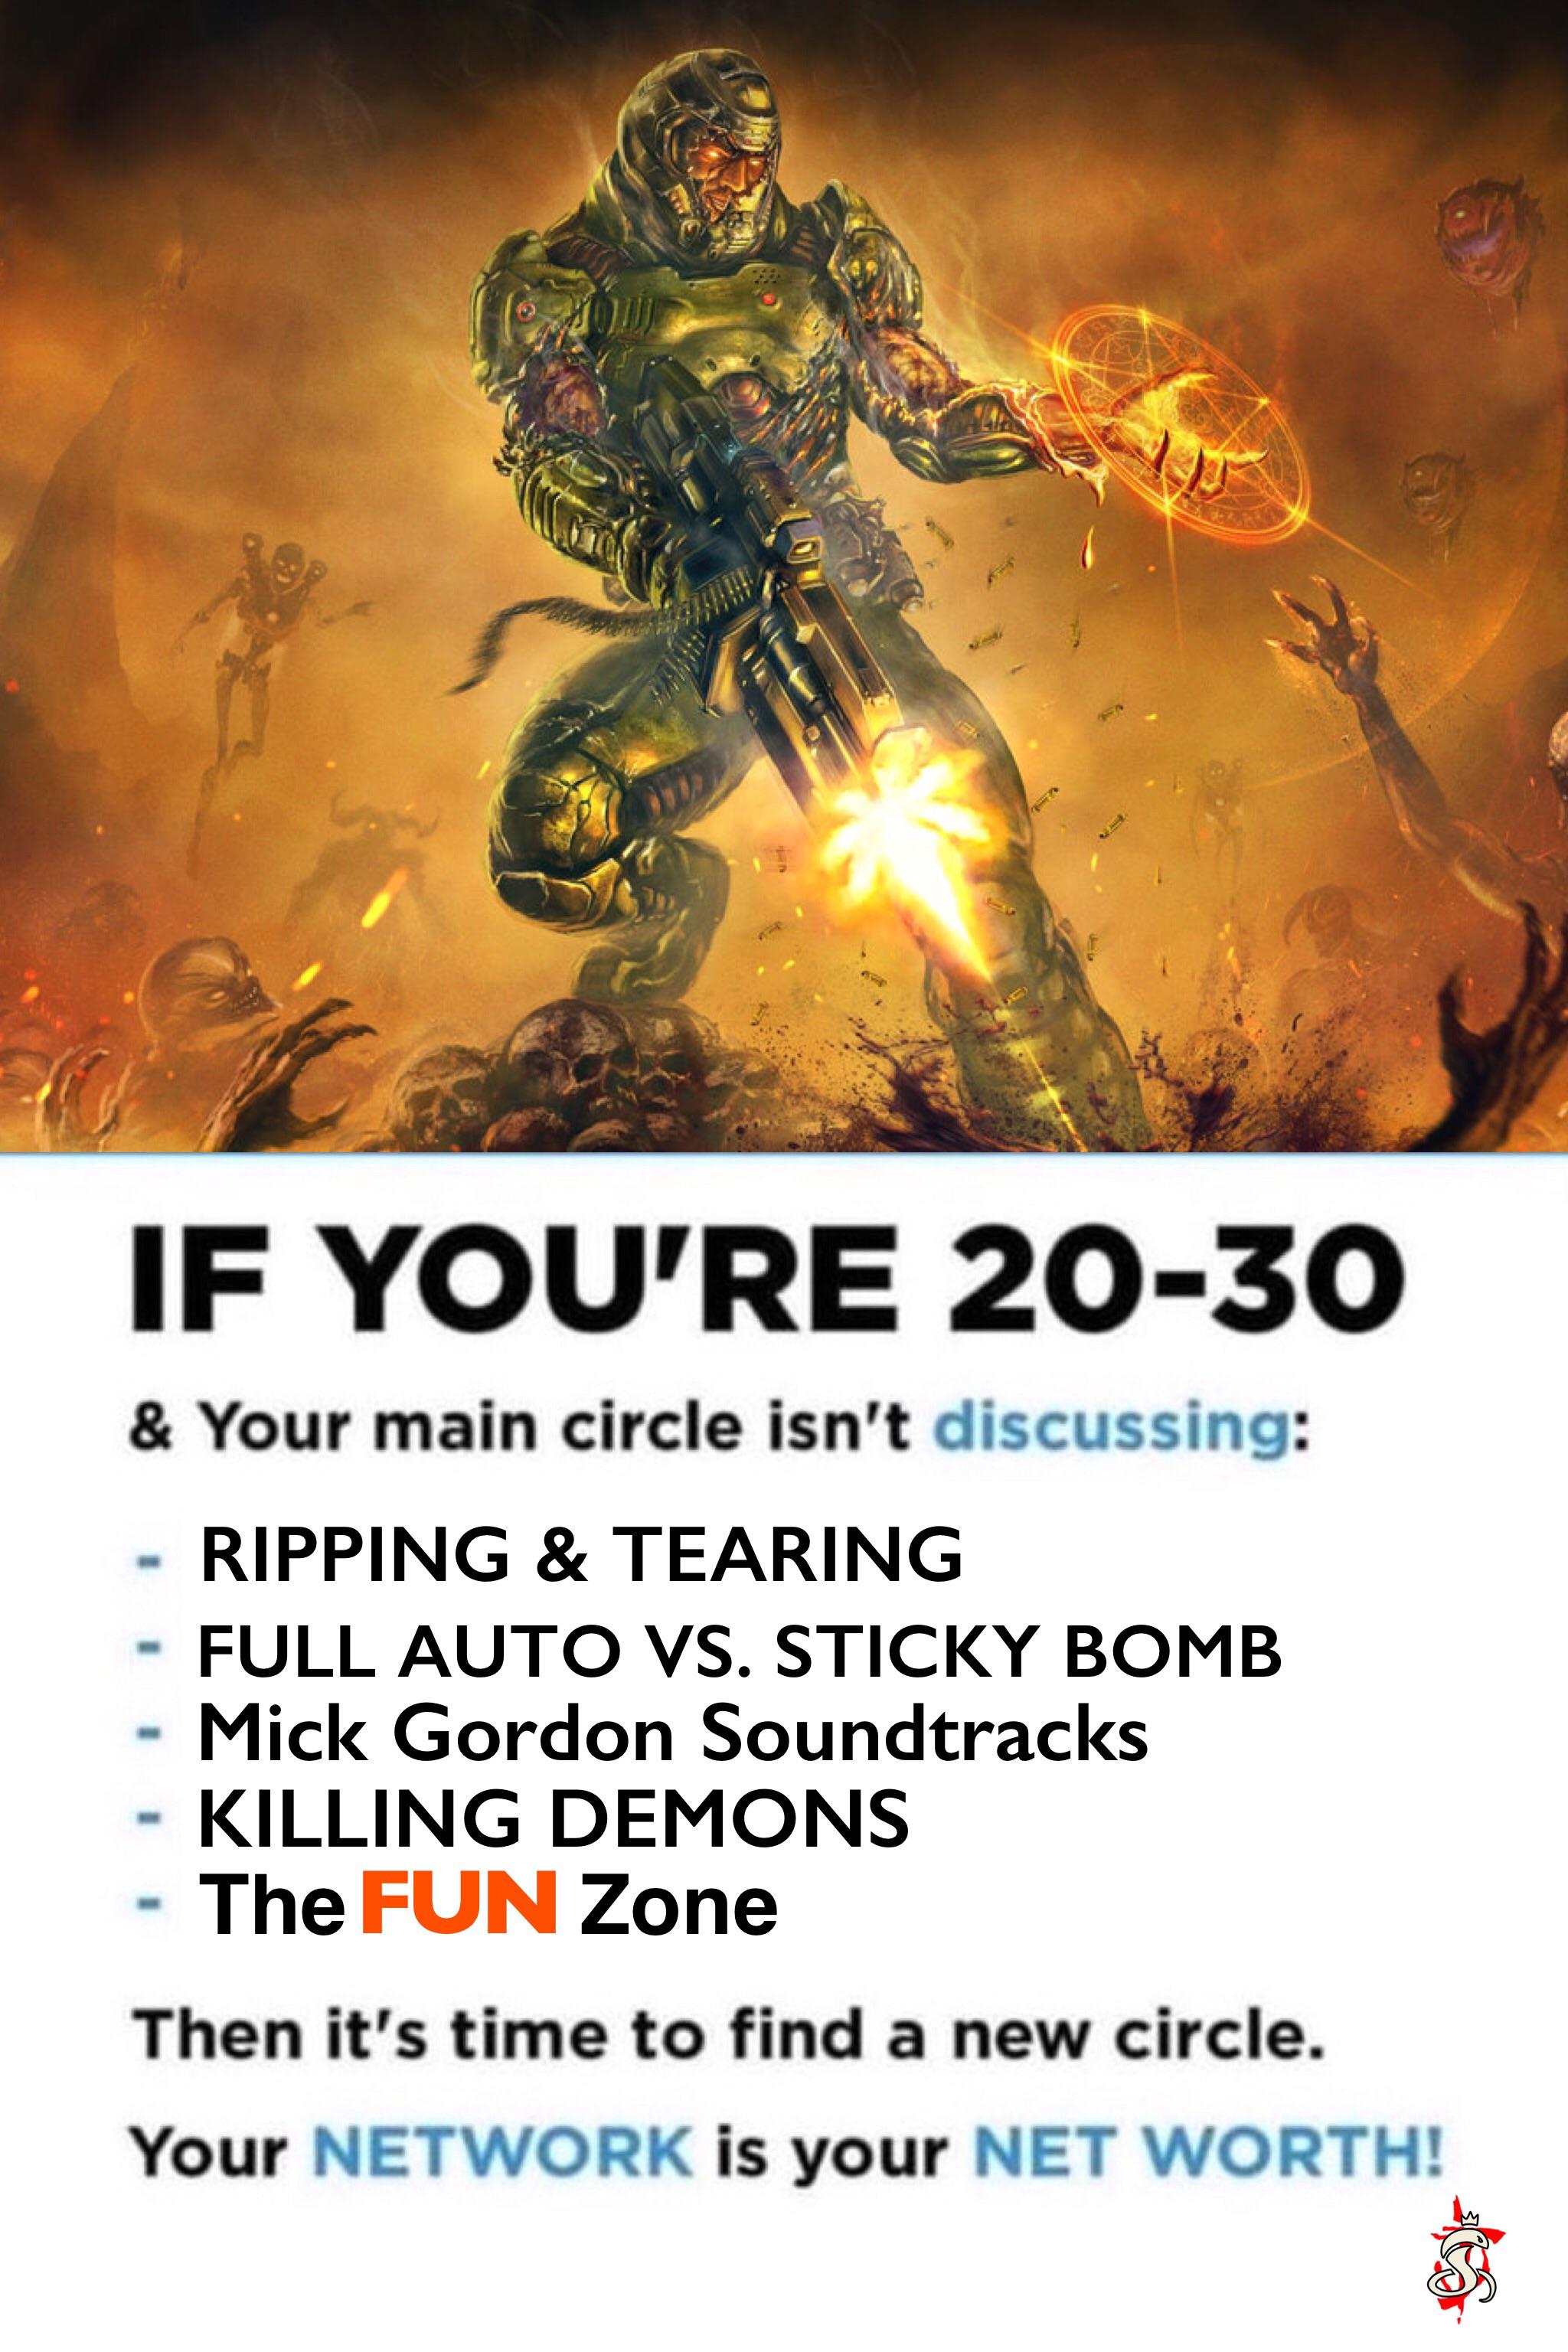 IF YOU'RE 20-30
& Your main circle isn't discussing:
- RIPPING & TEARING
- FULL AUTO VS. STICKY BOMB
- Mick Gordon Soundtracks
- KILLING DEMONS
- The FUN Zone
Then it's time to find a new circle.
Your NETWORK is your NET WORTH!